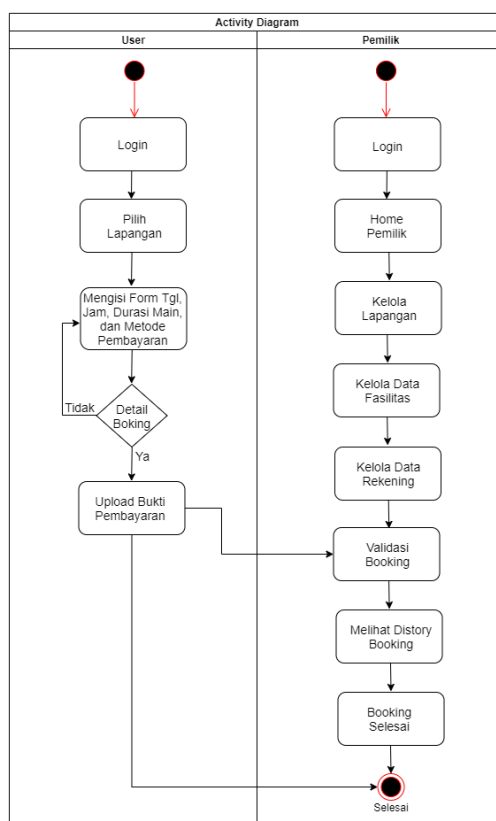 Activity Diagram
User
Pemilik
Login
Pilih
Lapangan
Mengisi Form Tgl,
Jam, Durasi Main,
dan Metode
Pembayaran
Tidak
Detail
Boking
Ya
Upload Bukti
Pembayaran
Login
Home
Pemilik
Kelola
Lapangan
Kelola Data
Fasilitas
Kelola Data
Rekening
Validasi
Booking
Melihat Distory
Booking
Booking
Selesai
Selesai